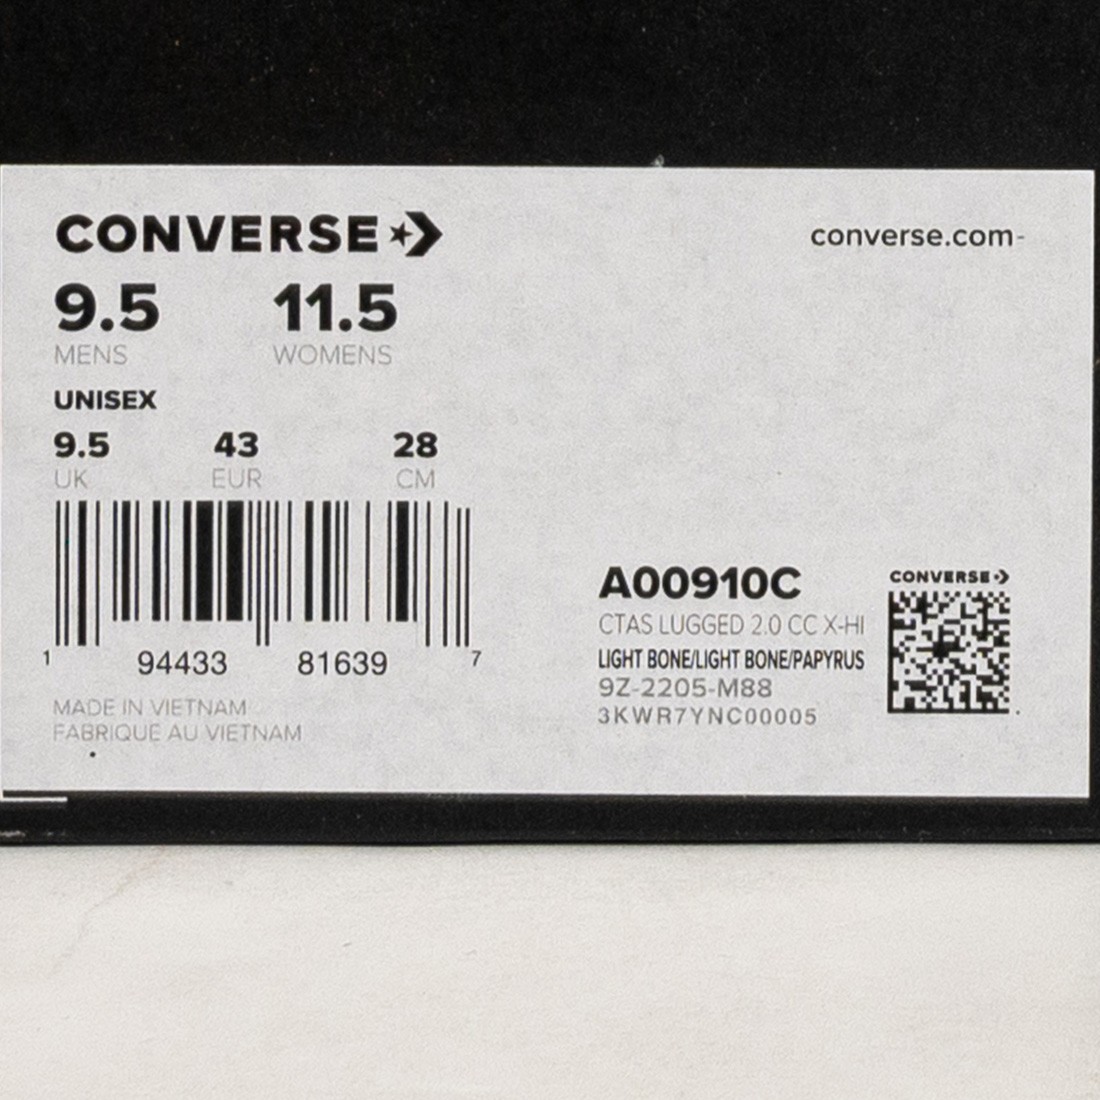 CONVERSE
converse.com
9.5 11.5
MENS WOMENS
UNISEX
9.5 43 28
UK EUR CM
1 94433 81639 7
MADE IN VIETNAM
FABRIQUE AU VIETNAM
A00910C
CTAS LUGGED 2.0 CC X-HI
LIGHT BONE/LIGHT BONE/PAPYRUS
9Z-2205-M88
3KWR7YNC00005
CONVERSE